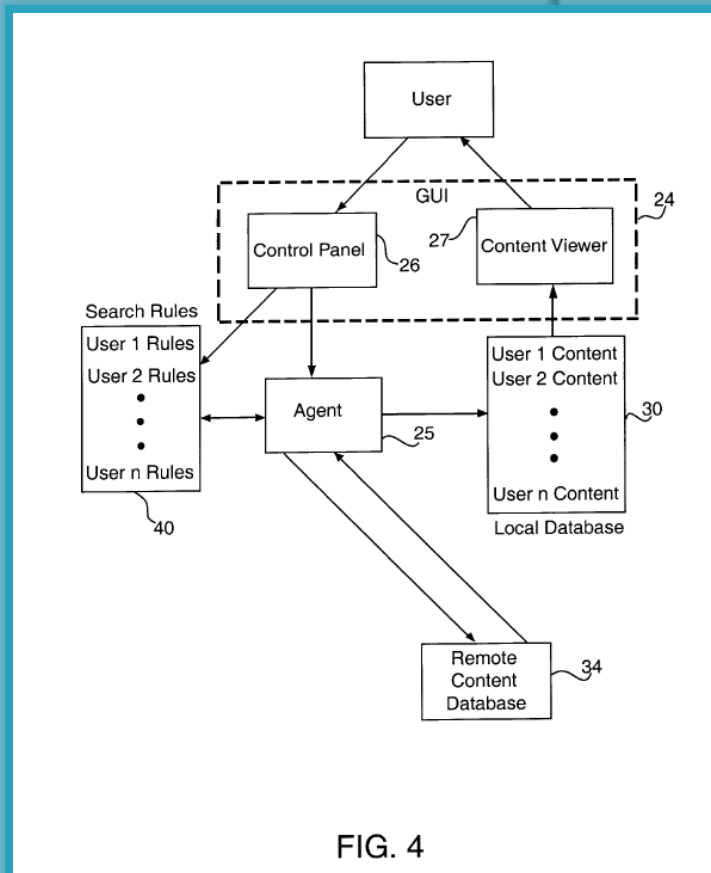 User
GUI
24
Control Panel
26
27
Content Viewer
Search Rules
User 1 Rules
User 2 Rules
User n Rules
40
Agent
25
User 1 Content
User 2 Content
User n Content
30
Local Database
Remote
Content
Database
34
FIG. 4